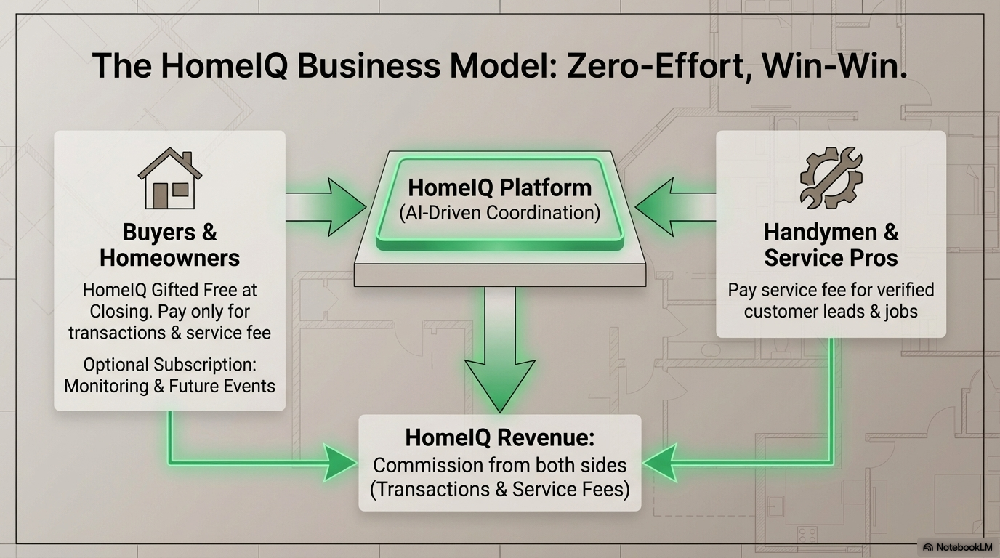 The HomeIQ Business Model: Zero-Effort, Win-Win.
Buyers &
Homeowners
HomeIQ Gifted Free at
Closing. Pay only for
transactions & service fee
Optional Subscription:
Monitoring & Future Events
HomeIQ Platform
(AI-Driven Coordination)
Handymen &
Service Pros
Pay service fee for verified
customer leads & jobs
HomeIQ Revenue:
Commission from both sides
(Transactions & Service Fees)
NotebookLM